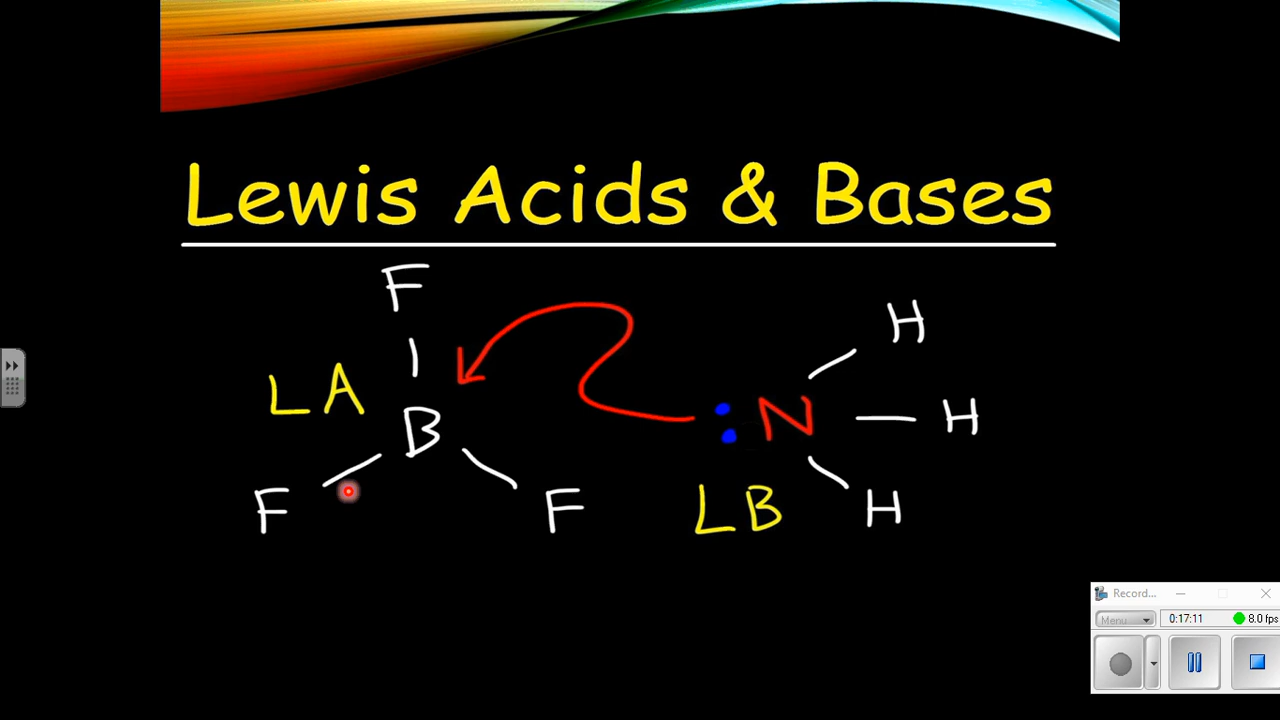 Lewis Acids & Bases
F
H
LA
B
: N
H
F
F
LB
H
Record...
Menu
0:17:11
8.0 fps